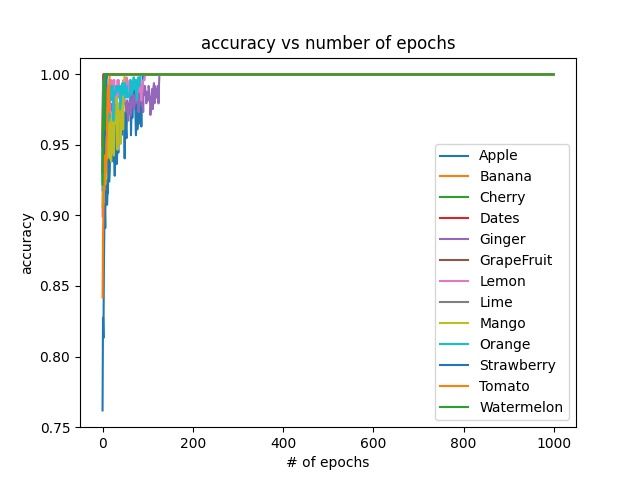 accuracy vs number of epochs
1.00
0.95
0.90
0.85
0.80
0.75
accuracy
0
200
400
600
800
1000
# of epochs
Apple
Banana
Cherry
Dates
Ginger
GrapeFruit
Lemon
Lime
Mango
Orange
Strawberry
Tomato
Watermelon